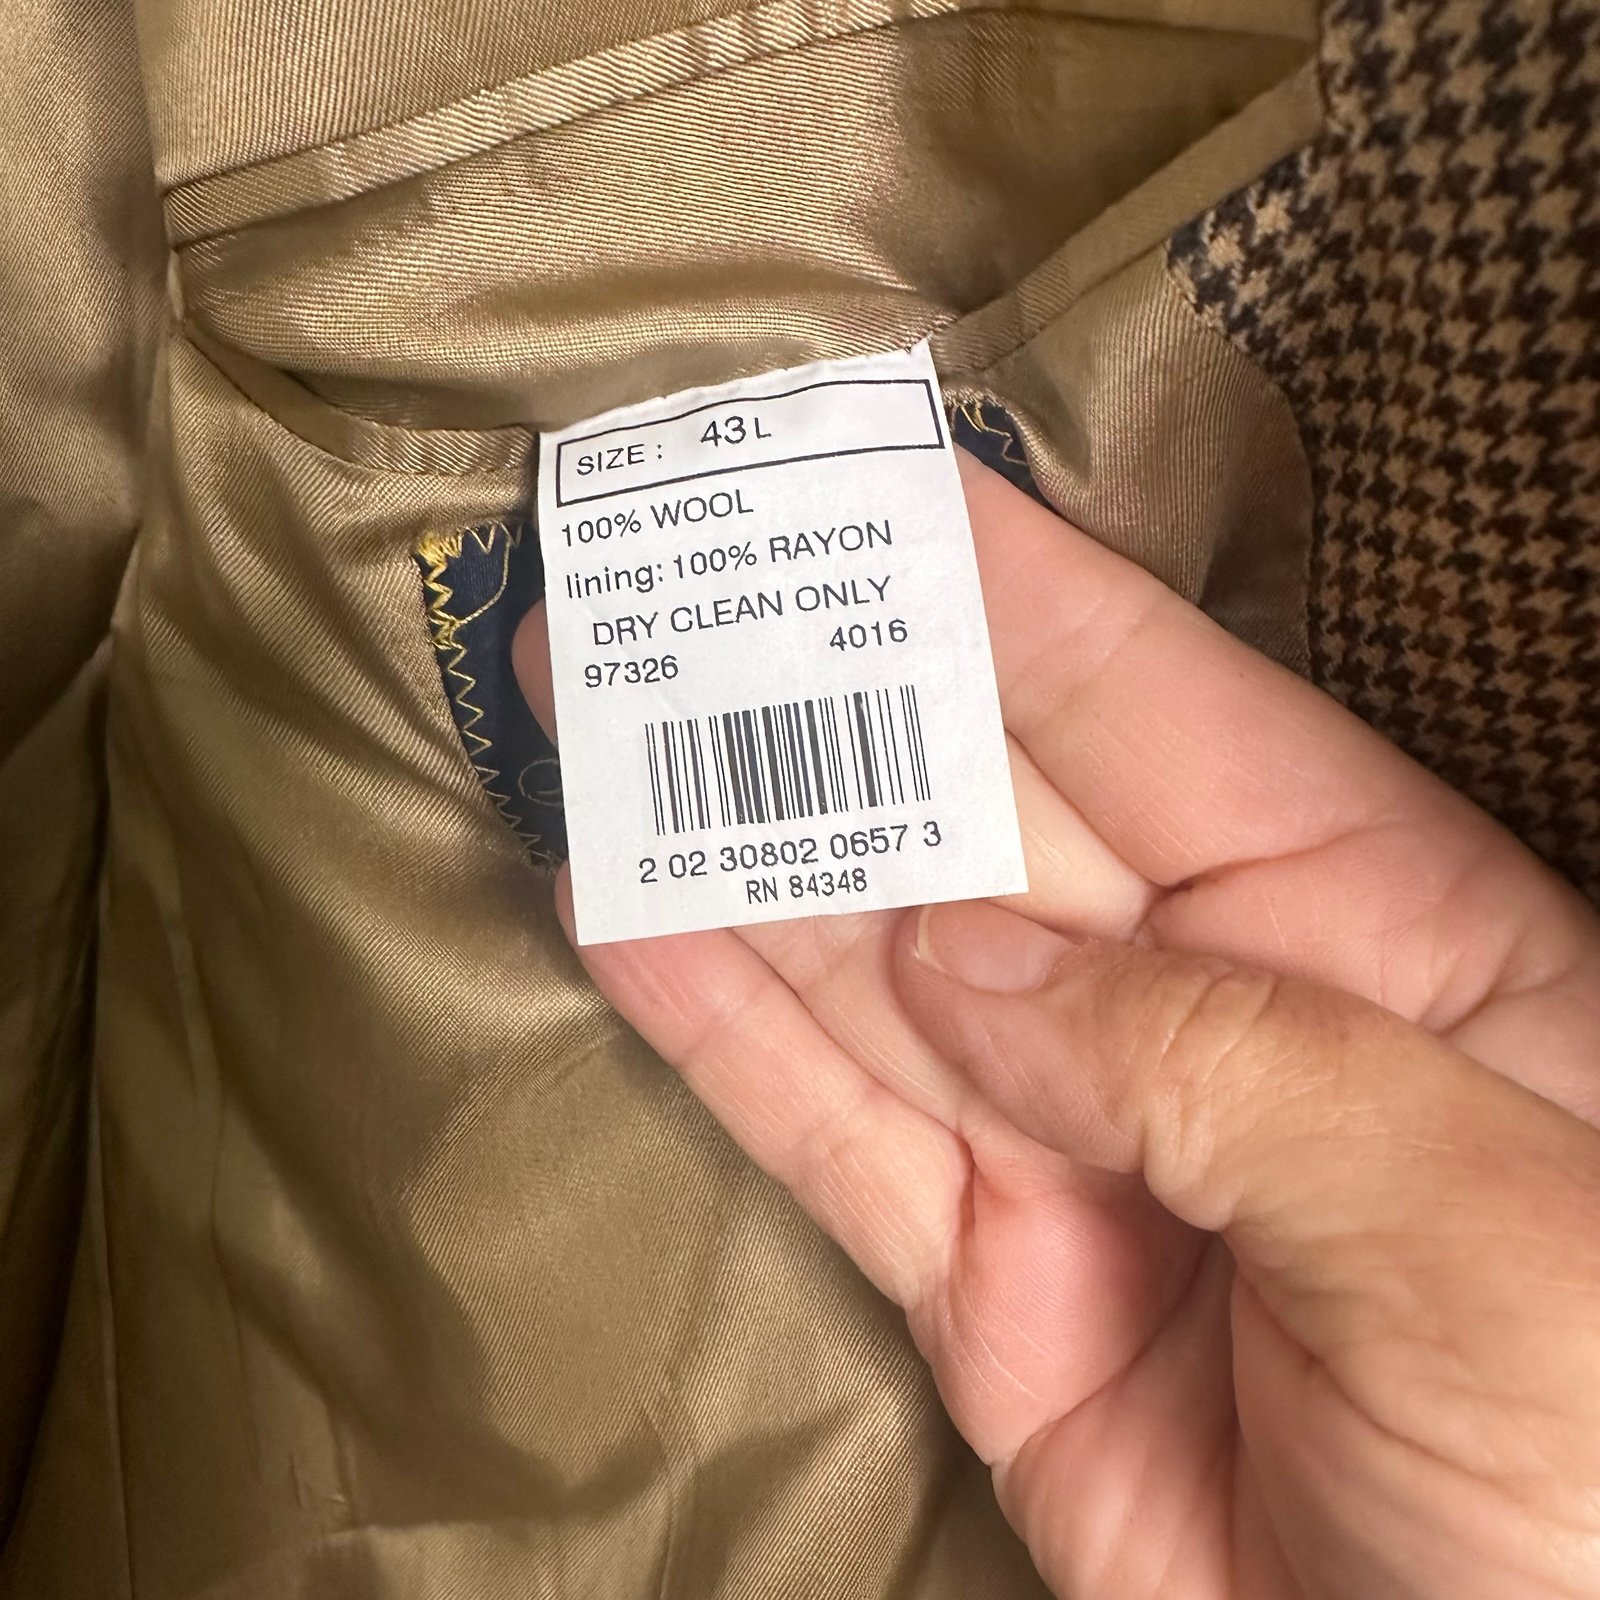 SIZE: 43L
100% WOOL
lining: 100% RAYON
DRY CLEAN ONLY
97326 4016
2 02 30802 0657 3
RN 84348